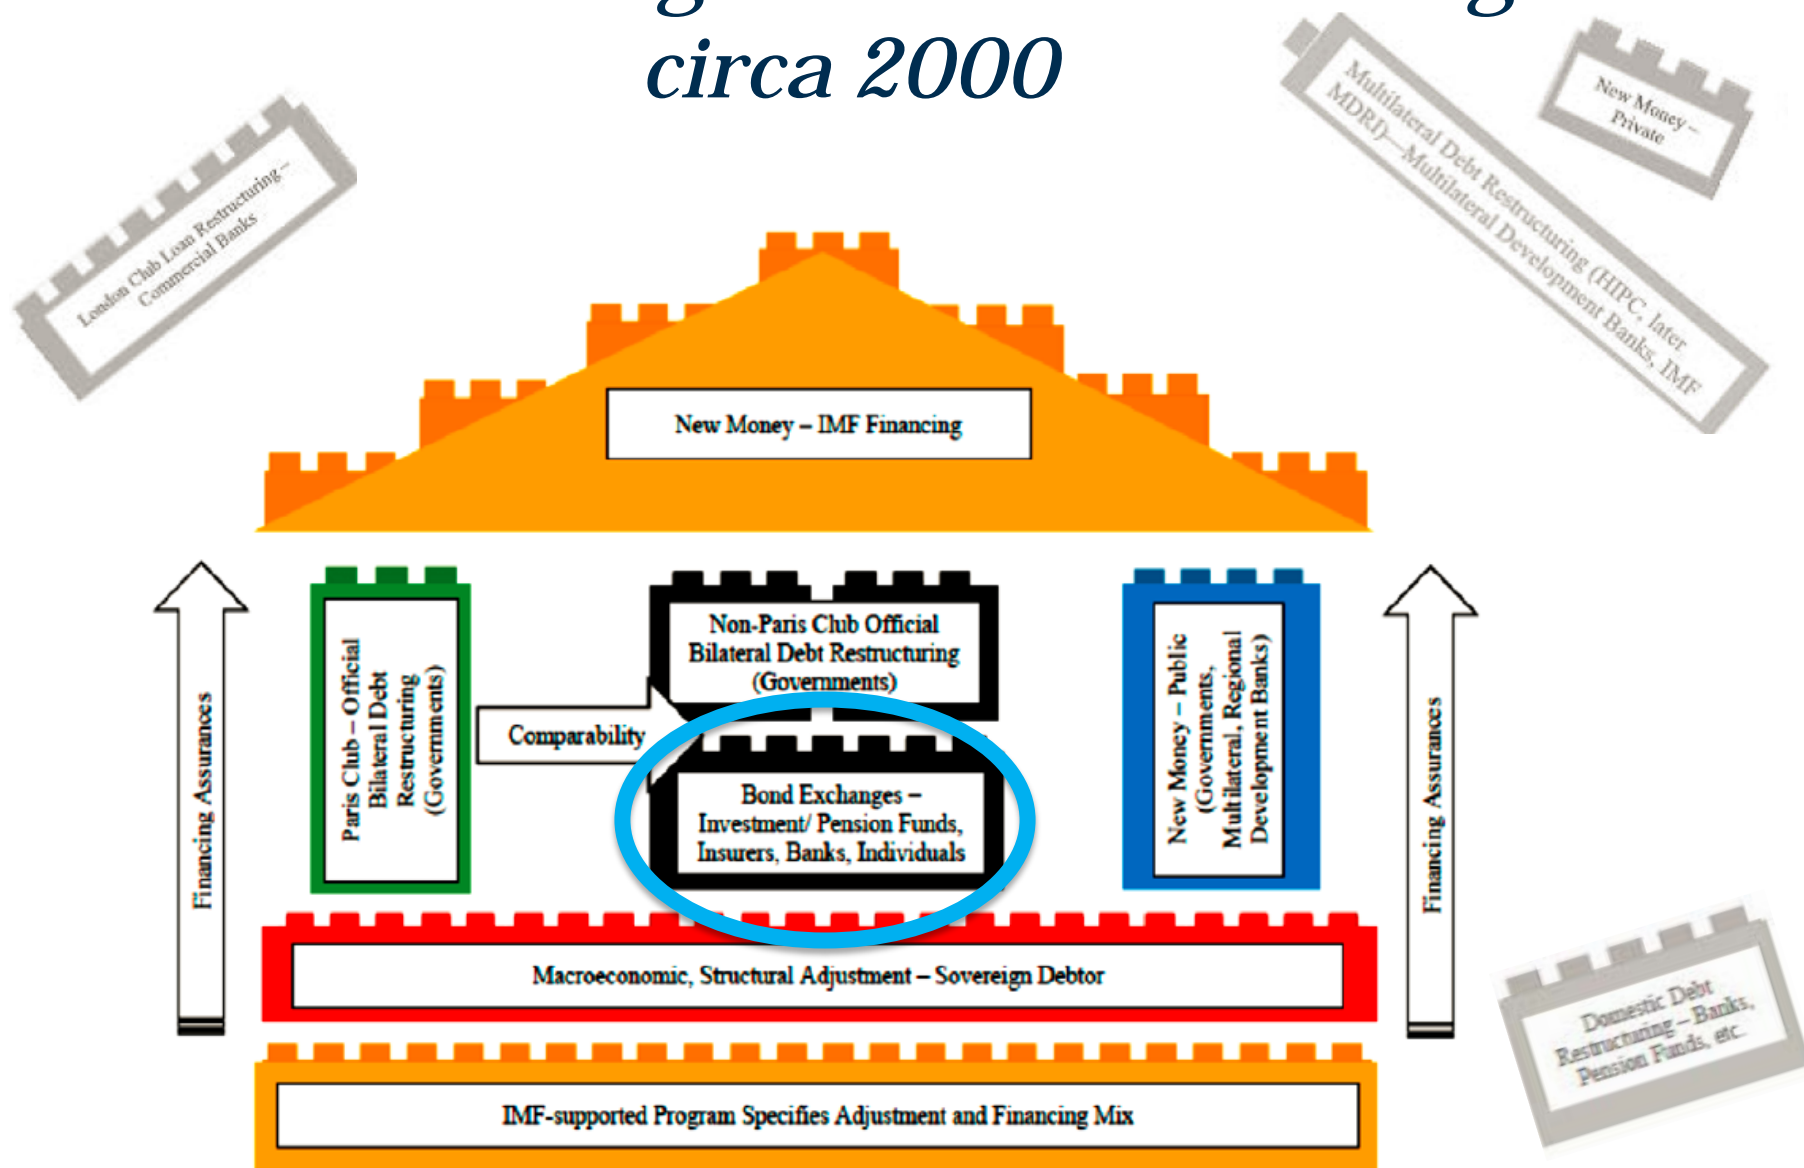 circa 2000
London Club Loan Restructuring –
Commercial Banks
Multilateral Debt Restructuring (HIPC, later
MDRI)—Multilateral Development Banks, IMF
New Money –
Private
New Money – IMF Financing
Financing Assurances
Paris Club – Official
Bilateral Debt
Restructuring
(Governments)
Comparability
Non-Paris Club Official
Bilateral Debt Restructuring
(Governments)
Bond Exchanges –
Investment/ Pension Funds,
Insurers, Banks, Individuals
New Money – Public
(Governments,
Multilateral, Regional
Development Banks)
Financing Assurances
Macroeconomic, Structural Adjustment – Sovereign Debtor
Domestic Debt
Restructuring – Banks,
Pension Funds, etc.
IMF-supported Program Specifies Adjustment and Financing Mix